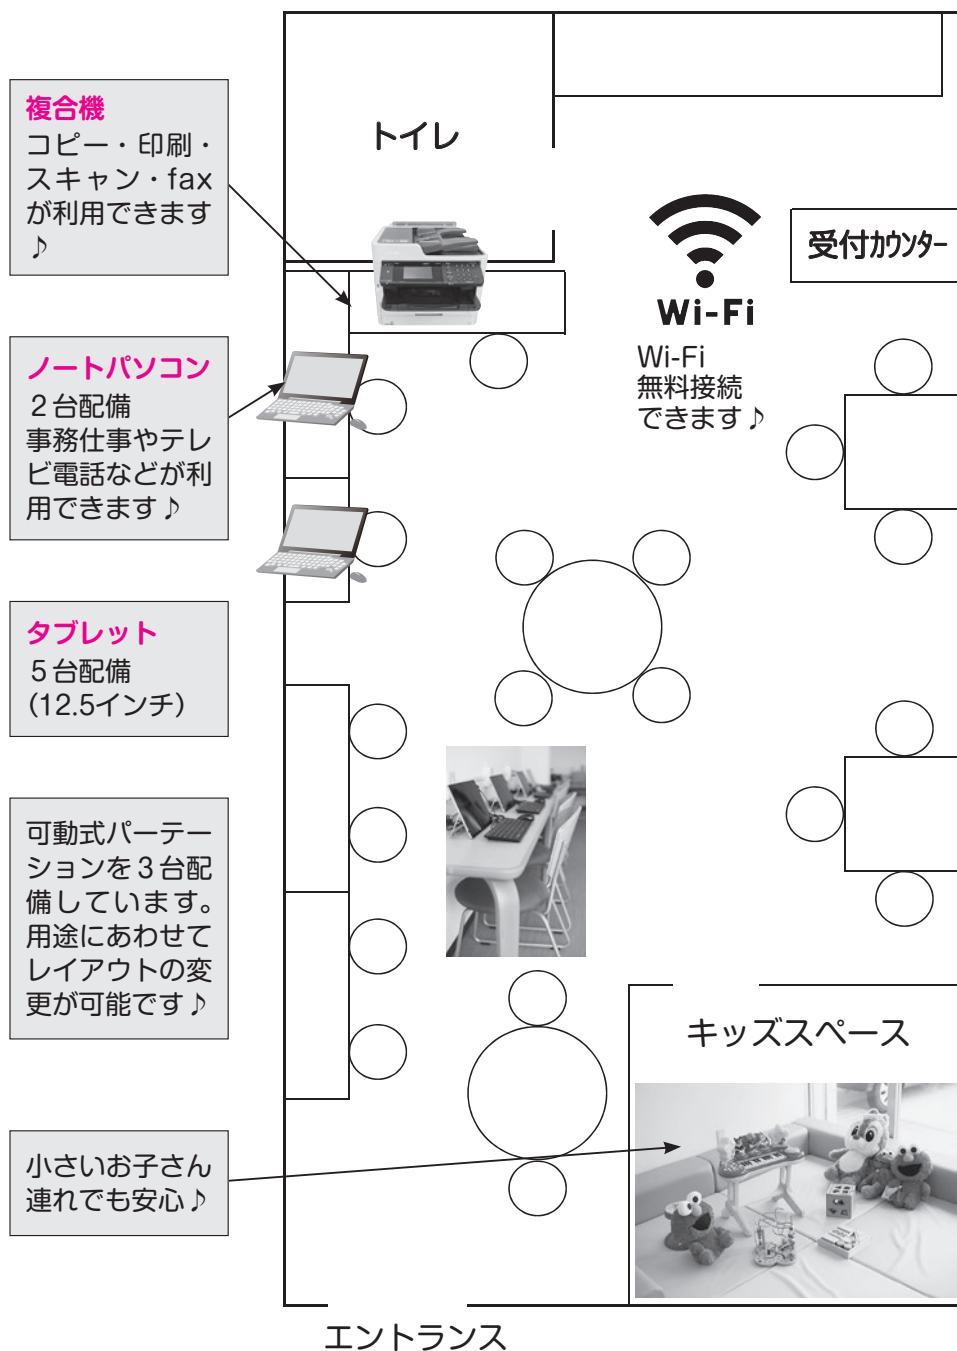 複合機
コピー・印刷・
スキャン・fax
が利用できます
♪
トイレ
受付カウンター
Wi-Fi
Wi-Fi
無料接続
できます♪
ノートパソコン
２台配備
事務仕事やテレ
ビ電話などが利
用できます♪
タブレット
５台配備
(12.5インチ)
可動式パーテー
ションを３台配
備しています。
用途にあわせて
レイアウトの変
更が可能です♪
キッズスペース
小さいお子さん
連れでも安心♪
エントランス